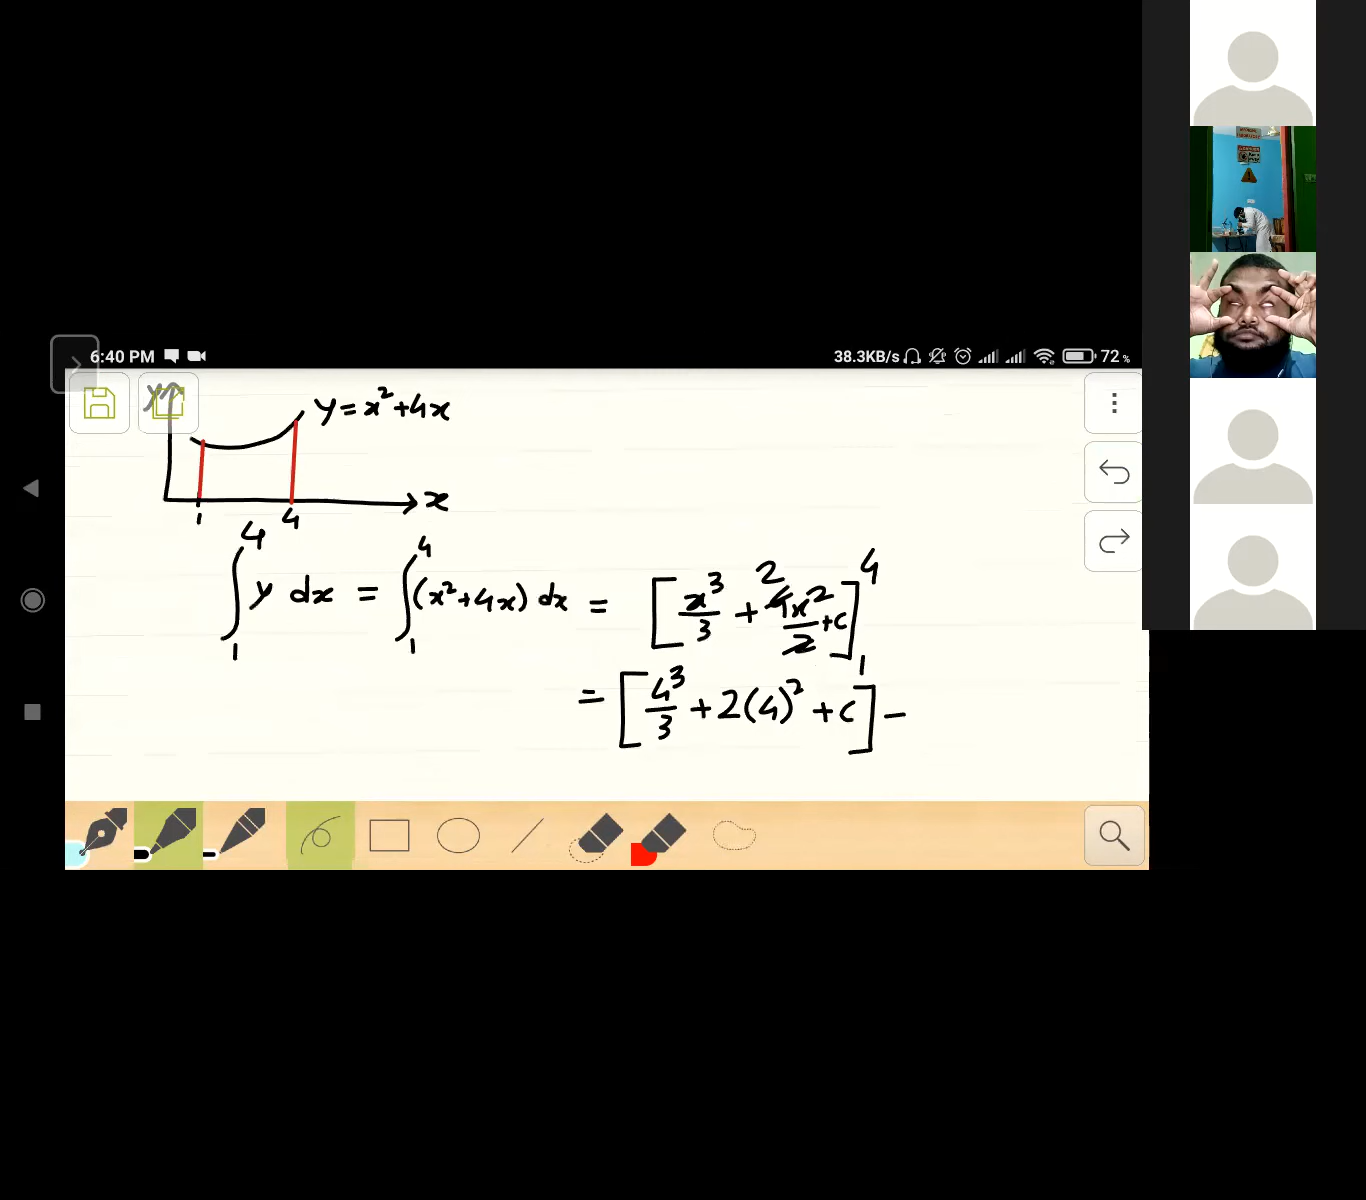 6:40 PM
38.3KB/s 72%
y
y = x² + 4x
x
1 4
∫₁⁴ y dx = ∫₁⁴ (x² + 4x) dx = [x³/3 + 2 4x²/2 + c]₁⁴
= [4³/3 + 2(4)² + c] −